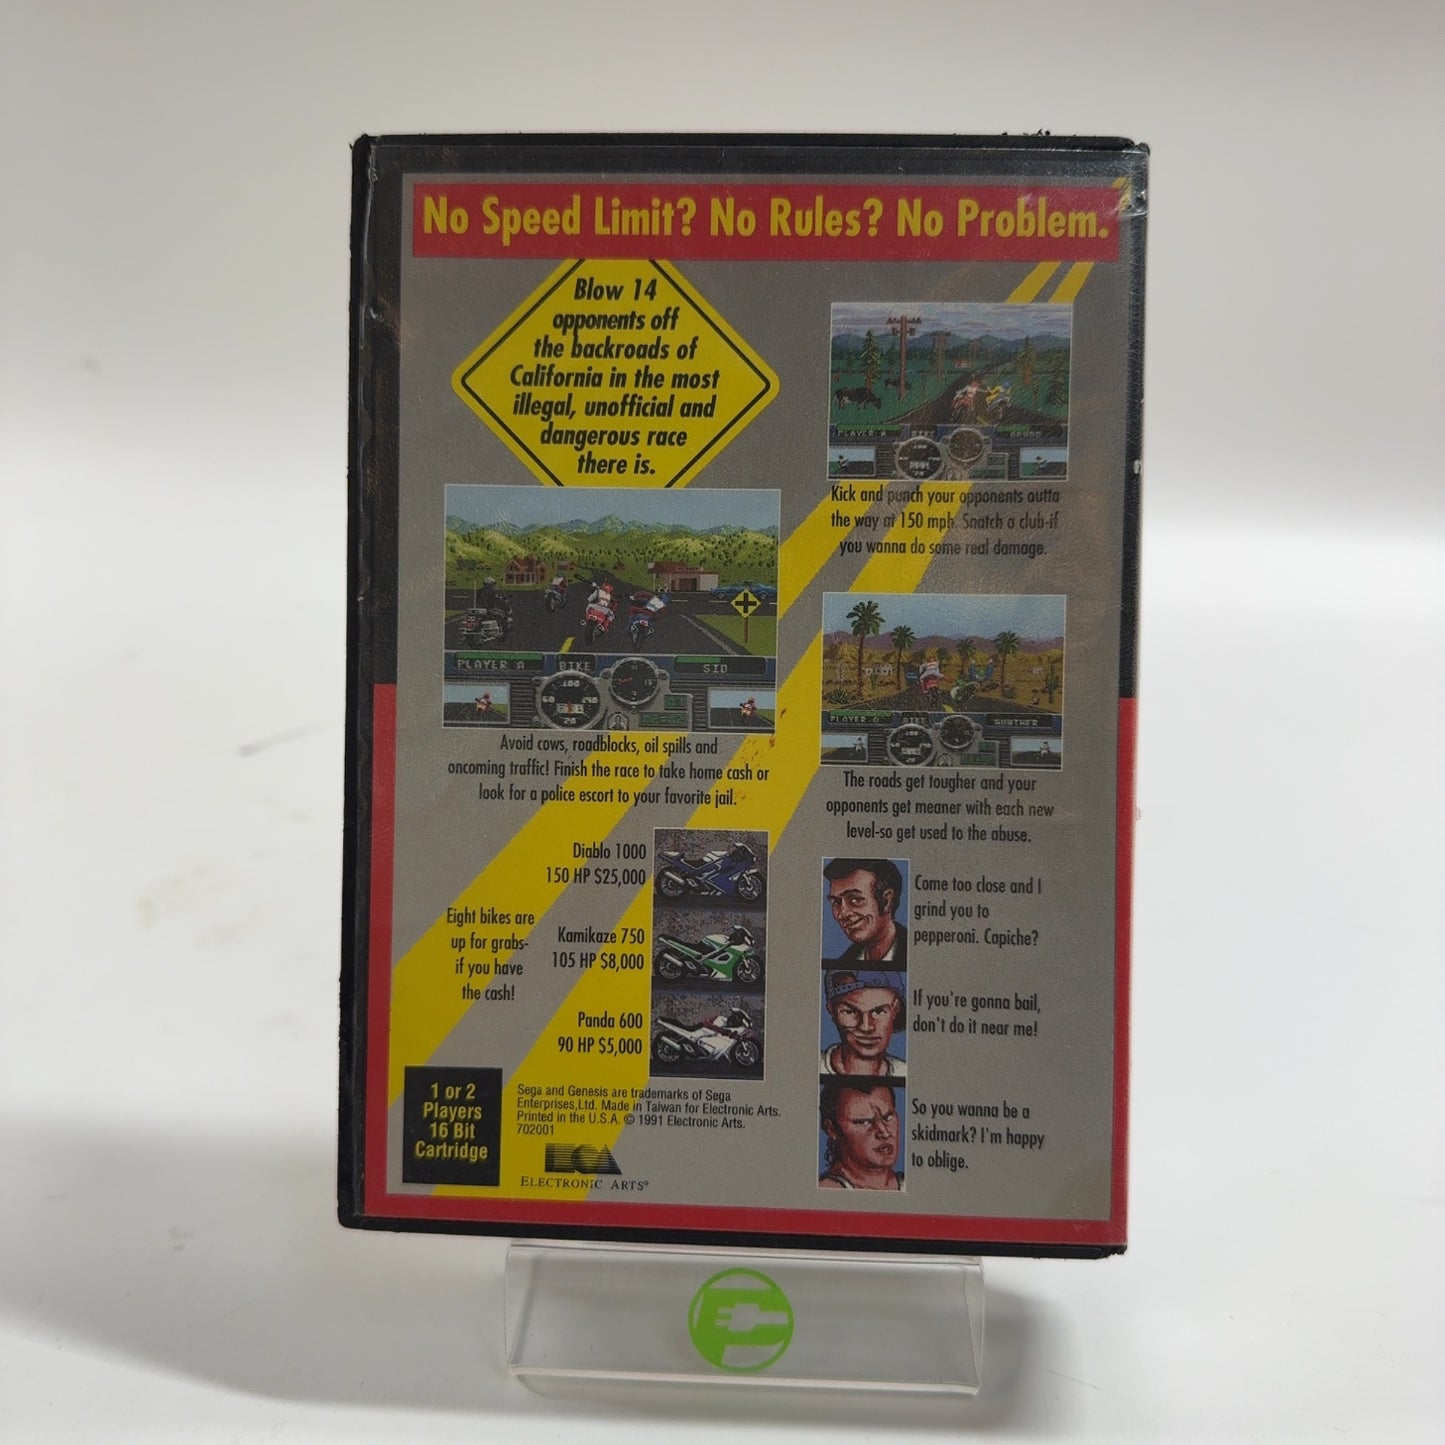 No Speed Limit? No Rules? No Problem.
Blow 14
opponents off
the backroads of
California in the most
illegal, unofficial and
dangerous race
there is.
PLAYER A BIKE
Kick and punch your opponents outta
the way at 150 mph. Snatch a club-if
you wanna do some real damage.
PLAYER A BIKE SID
Avoid cows, roadblocks, oil spills and
oncoming traffic! Finish the race to take home cash or
look for a police escort to your favorite jail.
PLAYER A BIKE GUNTHER
The roads get tougher and your
opponents get meaner with each new
level-so get used to the abuse.
Eight bikes are
up for grabs-
if you have
the cash!
Diablo 1000
150 HP $25,000
Kamikaze 750
105 HP $8,000
Panda 600
90 HP $5,000
Come too close and I
grind you to
pepperoni. Capiche?
If you're gonna bail,
don't do it near me!
So you wanna be a
skidmark? I'm happy
to oblige.
1 or 2
Players
16 Bit
Cartridge
Sega and Genesis are trademarks of Sega
Enterprises,Ltd. Made in Taiwan for Electronic Arts.
Printed in the U.S.A. © 1991 Electronic Arts.
702001
EA
ELECTRONIC ARTS®